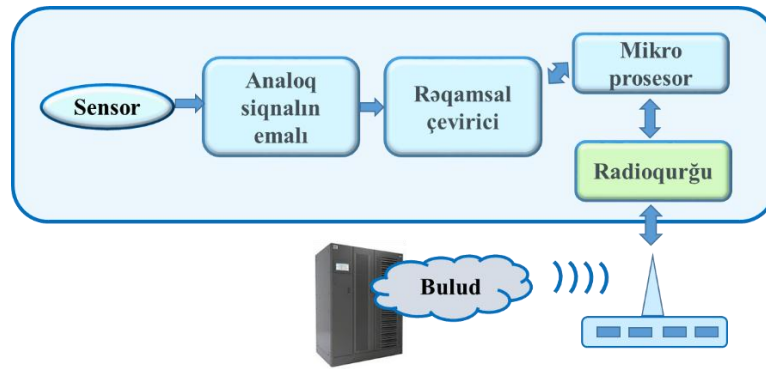 Sensor
Analoq
siqnalın
emalı
Rəqamsal
çevirici
Mikro
prosesor
Radioqurğu
Bulud